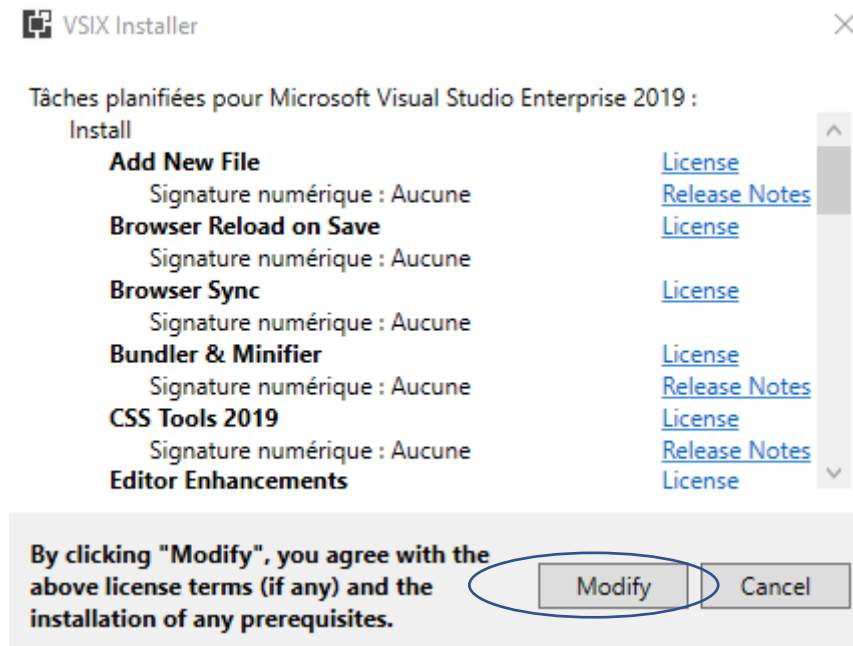 VSIX Installer
Tâches planifiées pour Microsoft Visual Studio Enterprise 2019 :
Install
Add New File License
Signature numérique : Aucune Release Notes
Browser Reload on Save License
Signature numérique : Aucune
Browser Sync License
Signature numérique : Aucune
Bundler & Minifier License
Signature numérique : Aucune Release Notes
CSS Tools 2019 License
Signature numérique : Aucune Release Notes
Editor Enhancements License
By clicking "Modify", you agree with the
above license terms (if any) and the
installation of any prerequisites.
Modify Cancel